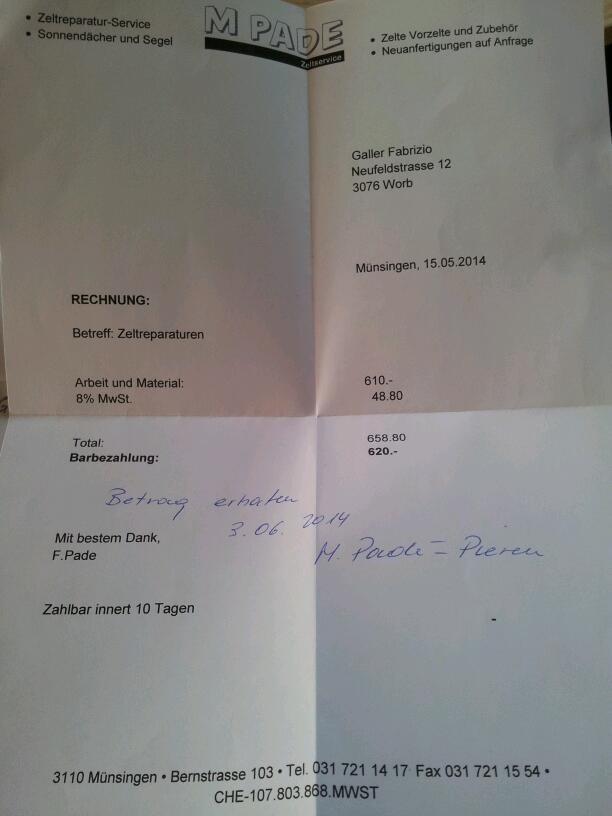 • Zeltreparatur-Service
• Sonnendächer und Segel
M PADE
Zeltservice
• Zelte Vorzelte und Zubehör
• Neuanfertigungen auf Anfrage
Galler Fabrizio
Neufeldstrasse 12
3076 Worb
Münsingen, 15.05.2014
RECHNUNG:
Betreff: Zeltreparaturen
Arbeit und Material: 610.-
8% MwSt. 48.80
Total: 658.80
Barbezahlung: 620.-
Betrag erhaten
3.06.2014
Mit bestem Dank,
F.Pade
M. Pade = Pieren
Zahlbar innert 10 Tagen
3110 Münsingen • Bernstrasse 103 • Tel. 031 721 14 17 Fax 031 721 15 54 •
CHE-107.803.868.MWST